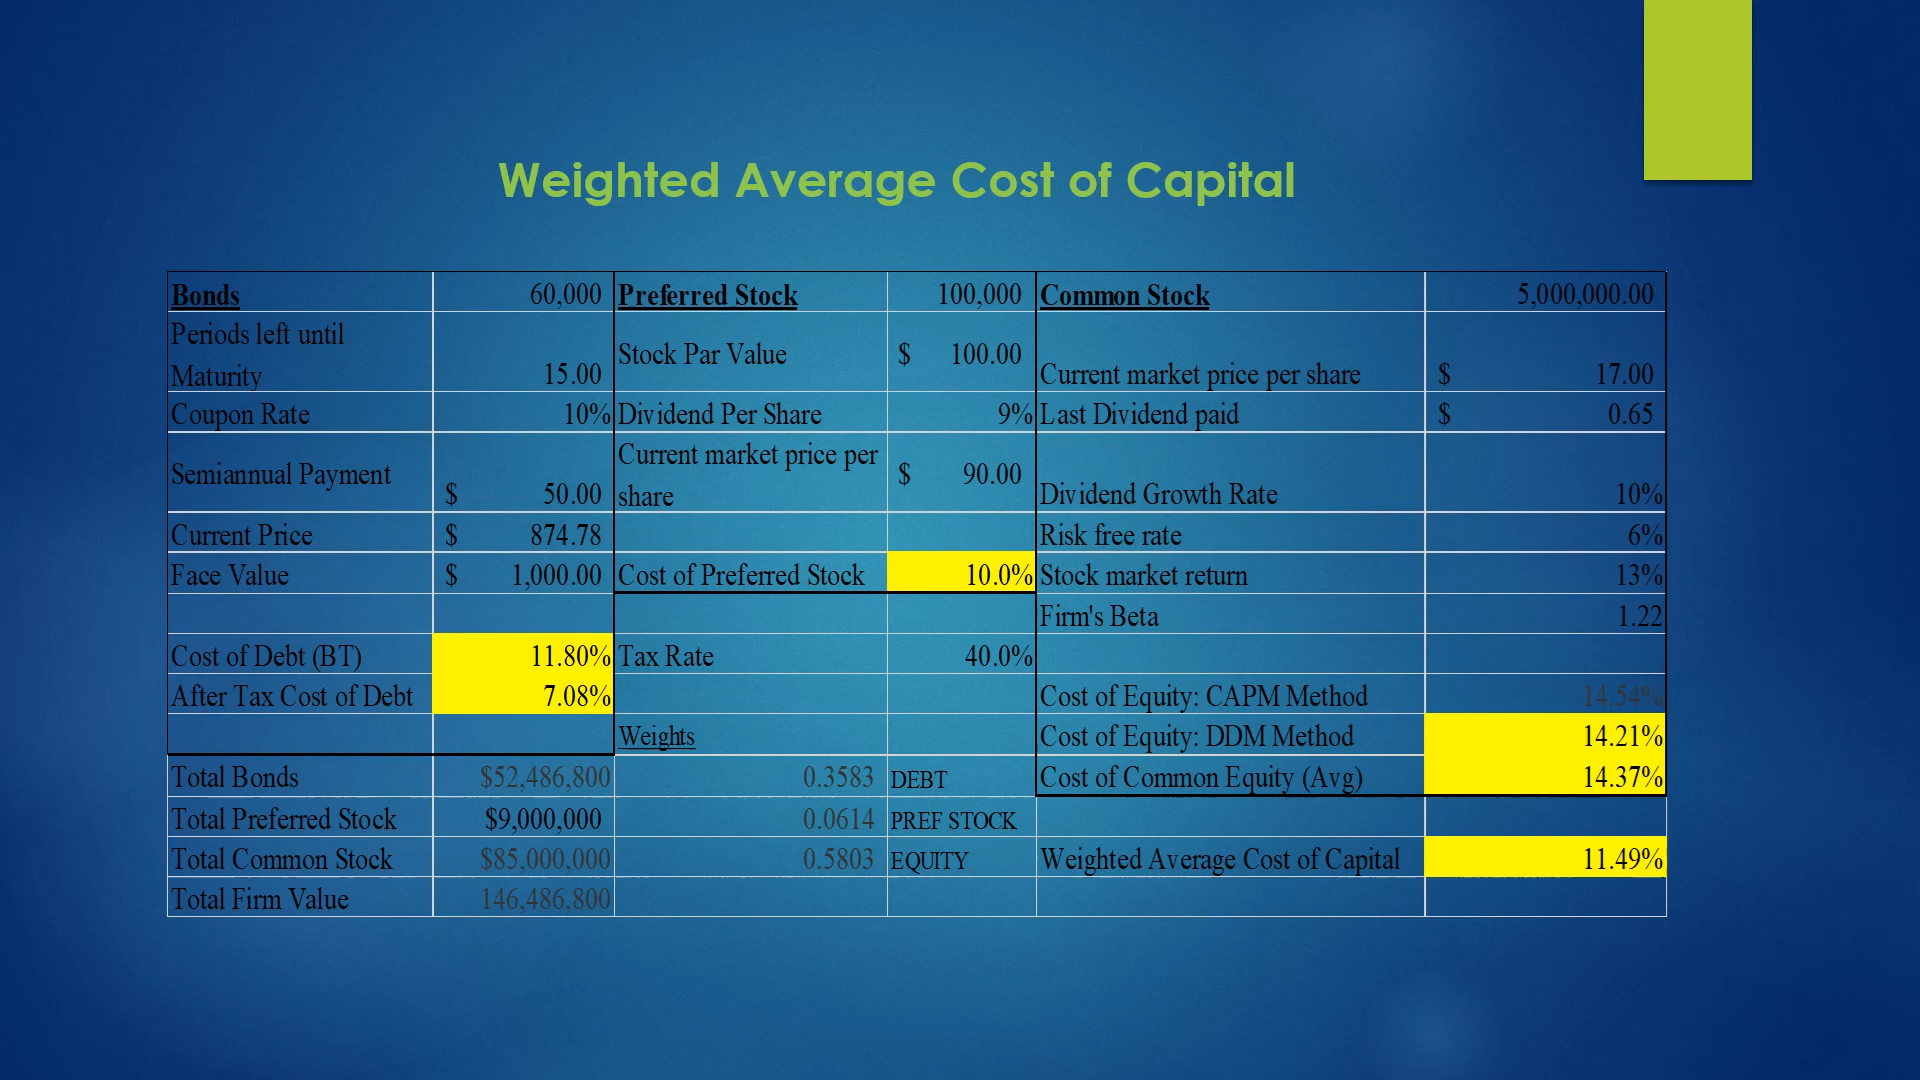 Weighted Average Cost of Capital
Bonds 60,000 Preferred Stock 100,000 Common Stock 5,000,000.00
Periods left until
Maturity 15.00 Stock Par Value $ 100.00 Current market price per share $ 17.00
Coupon Rate 10% Dividend Per Share 9% Last Dividend paid $ 0.65
Semiannual Payment $ 50.00 Current market price per
share $ 90.00 Dividend Growth Rate 10%
Current Price $ 874.78 Risk free rate 6%
Face Value $ 1,000.00 Cost of Preferred Stock 10.0% Stock market return 13%
Firm's Beta 1.22
Cost of Debt (BT) 11.80% Tax Rate 40.0%
After Tax Cost of Debt 7.08% Cost of Equity: CAPM Method 14.54%
Weights Cost of Equity: DDM Method 14.21%
Total Bonds $52,486,800 0.3583 DEBT Cost of Common Equity (Avg) 14.37%
Total Preferred Stock $9,000,000 0.0614 PREF STOCK
Total Common Stock $85,000,000 0.5803 EQUITY Weighted Average Cost of Capital 11.49%
Total Firm Value 146,486,800